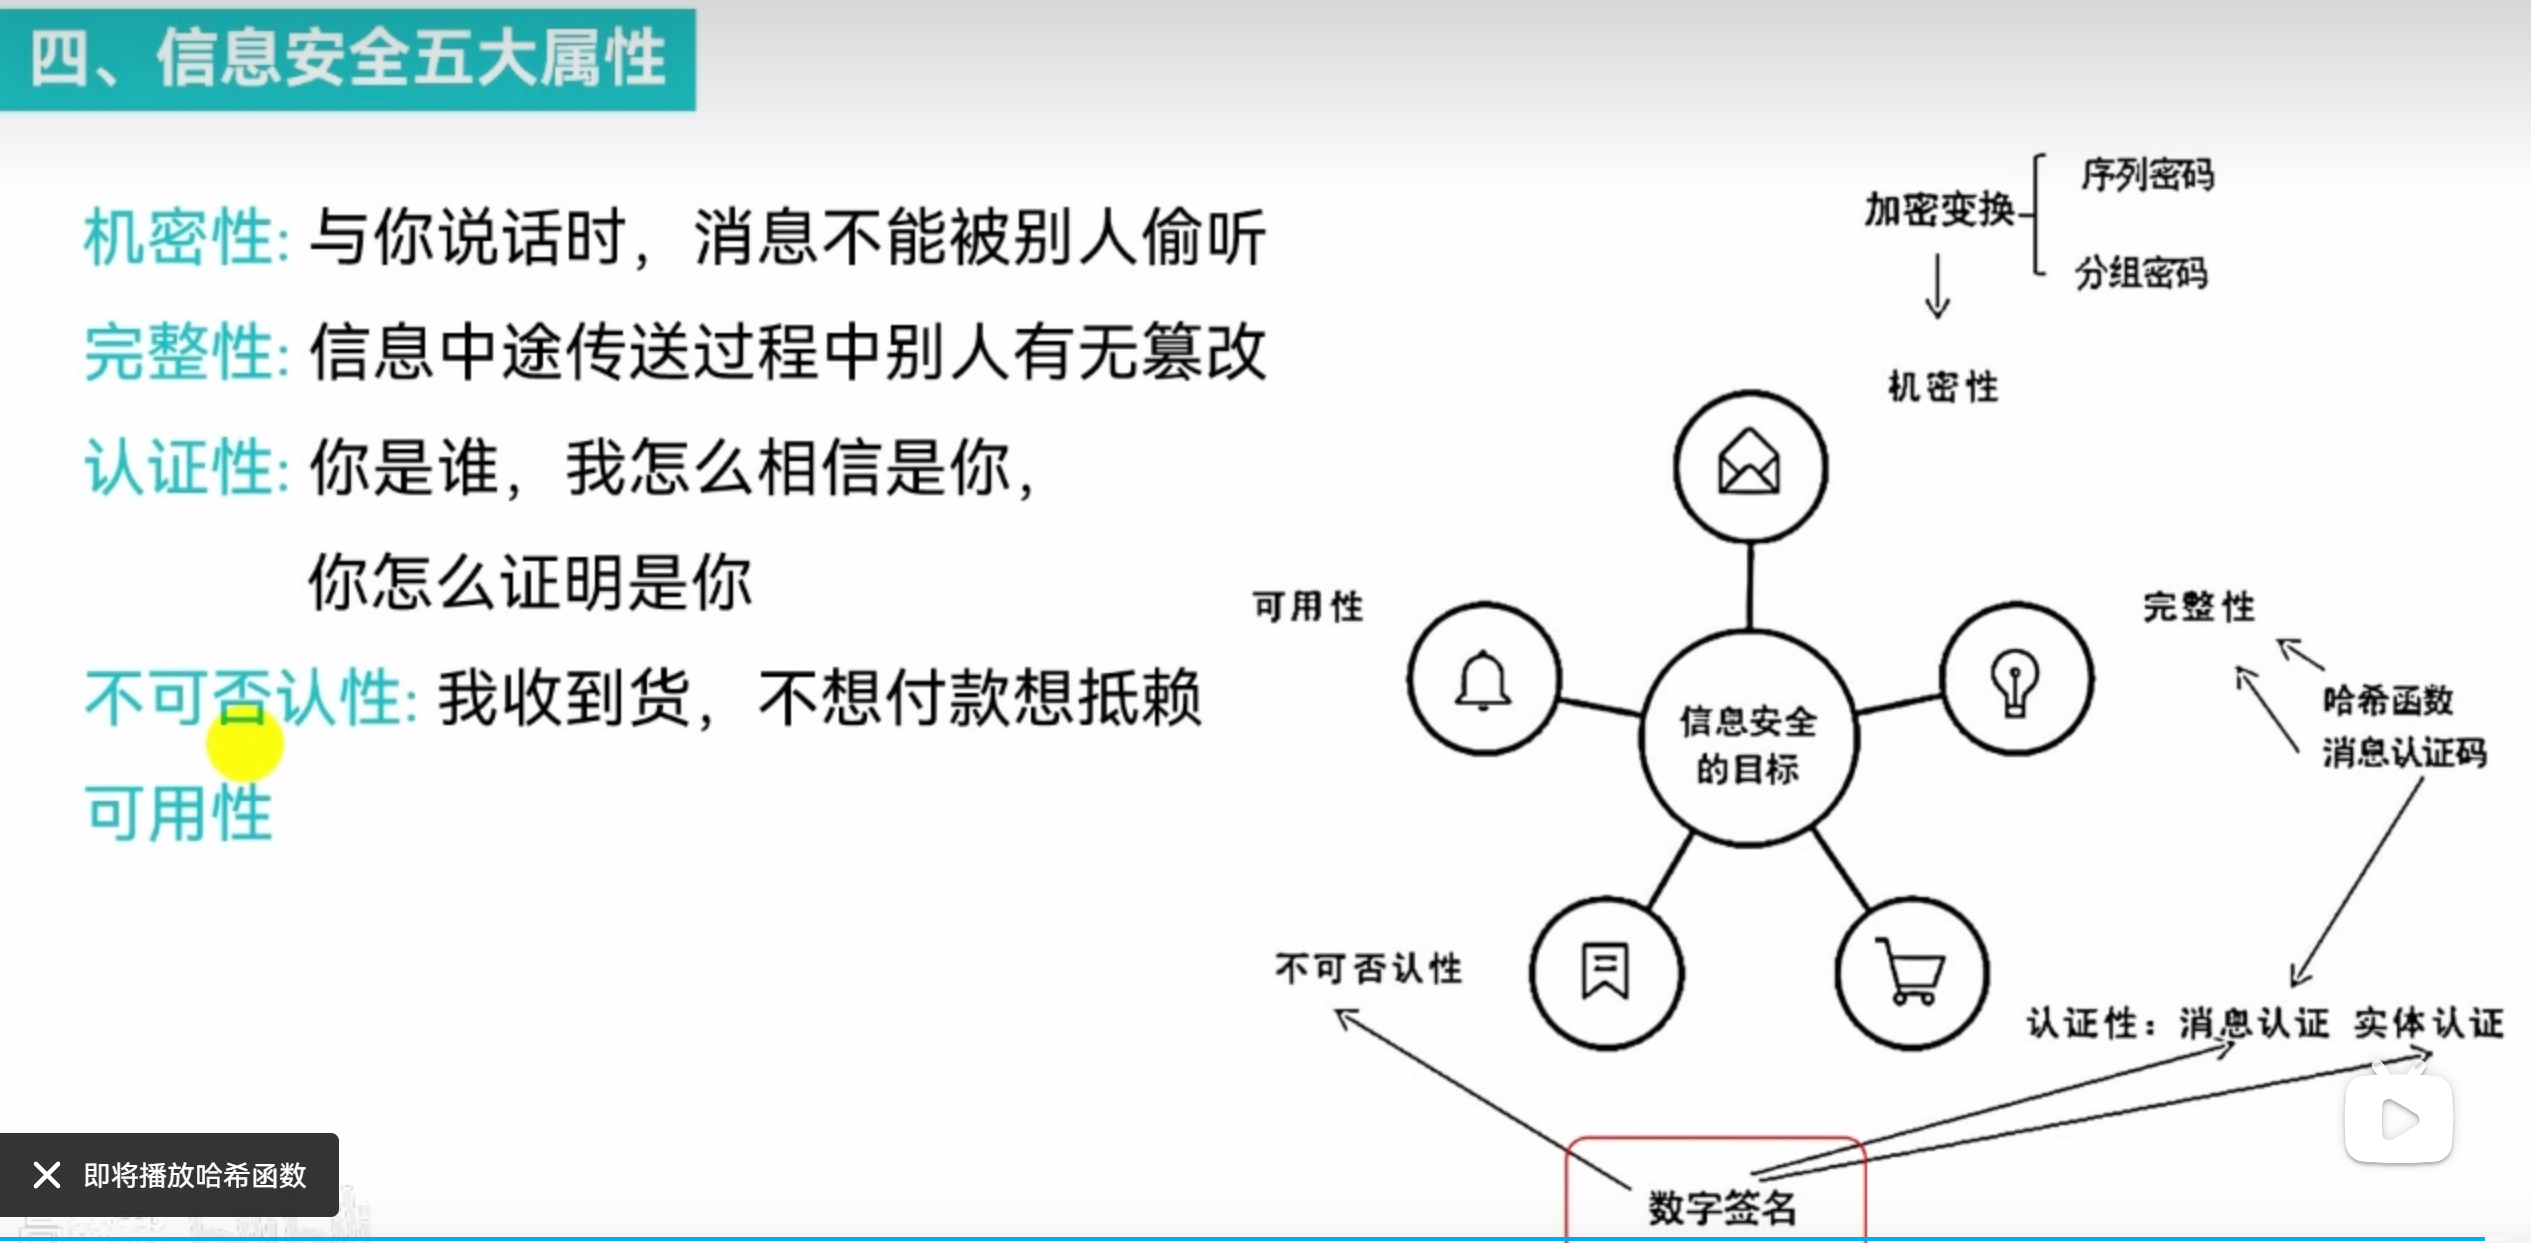 四、信息安全五大属性
机密性: 与你说话时，消息不能被别人偷听
完整性: 信息中途传送过程中别人有无篡改
认证性: 你是谁，我怎么相信是你，
你怎么证明是你
不可否认性: 我收到货，不想付款想抵赖
可用性
加密变换
序列密码
分组密码
机密性
可用性
完整性
哈希函数
消息认证码
信息安全
的目标
不可否认性
认证性：消息认证 实体认证
数字签名
即将播放哈希函数